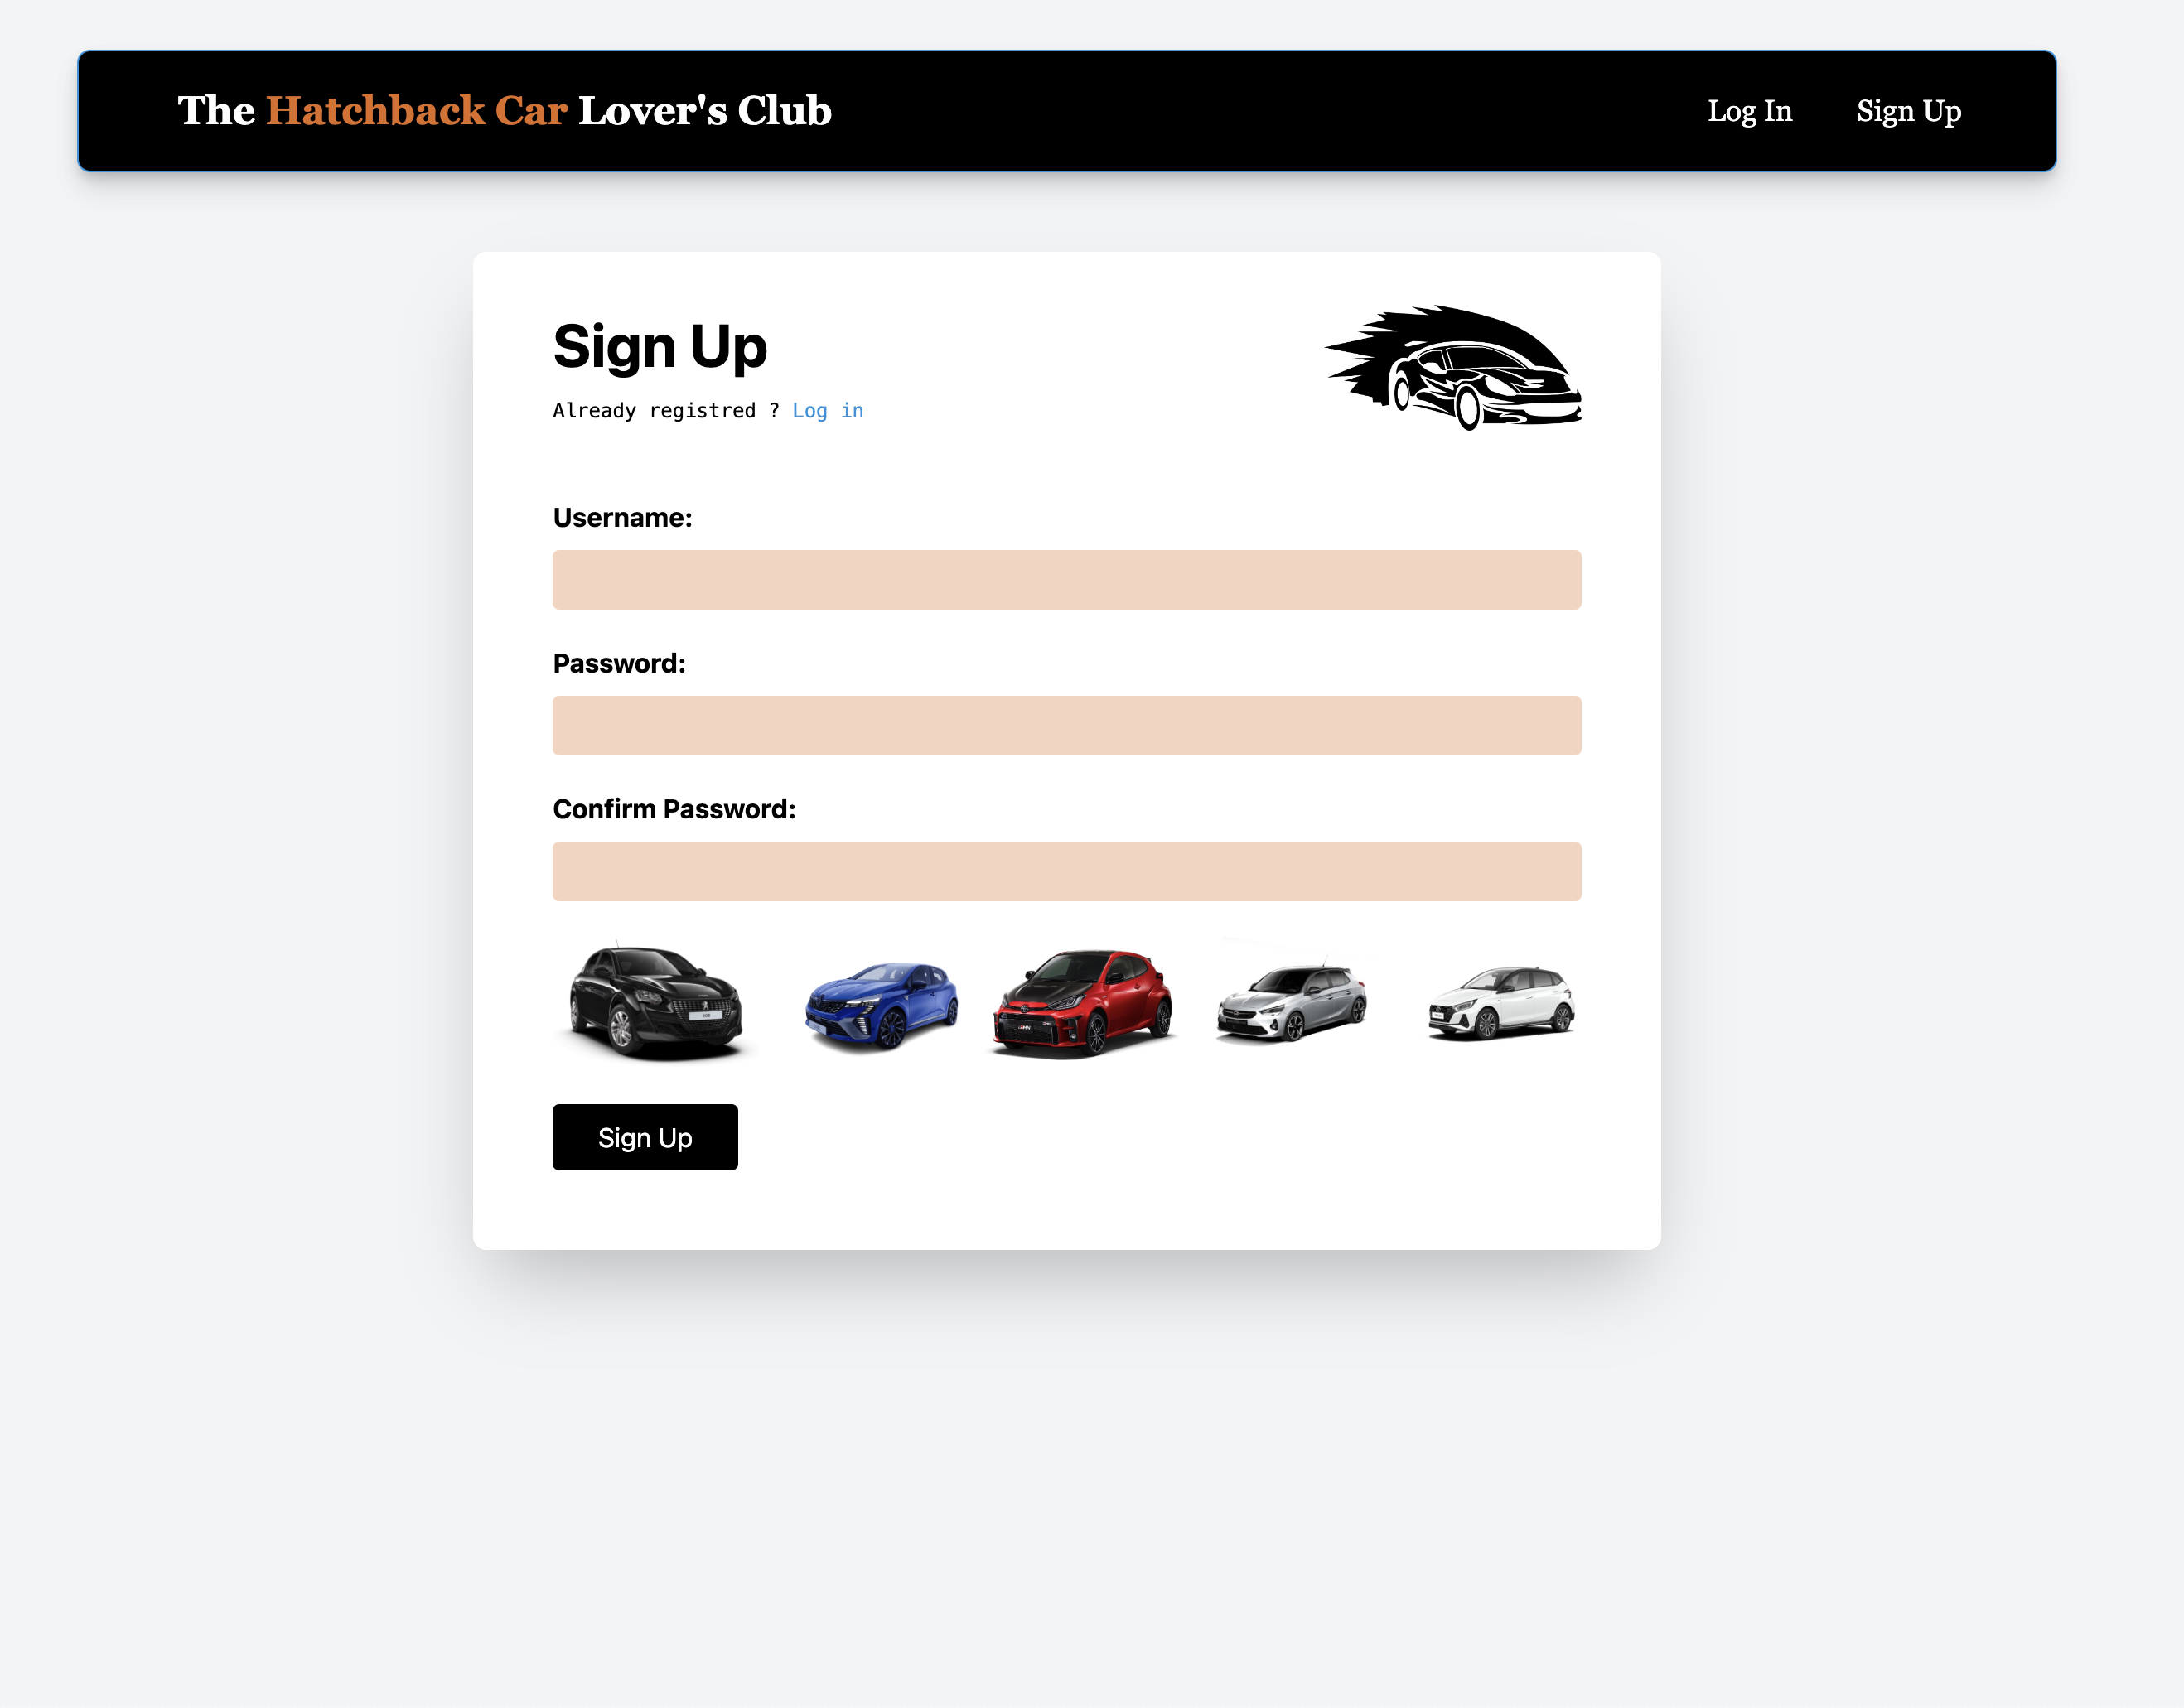 The Hatchback Car Lover's Club
Log In
Sign Up
Sign Up
Already registred ? Log in
Username:
Password:
Confirm Password:
208
Sign Up